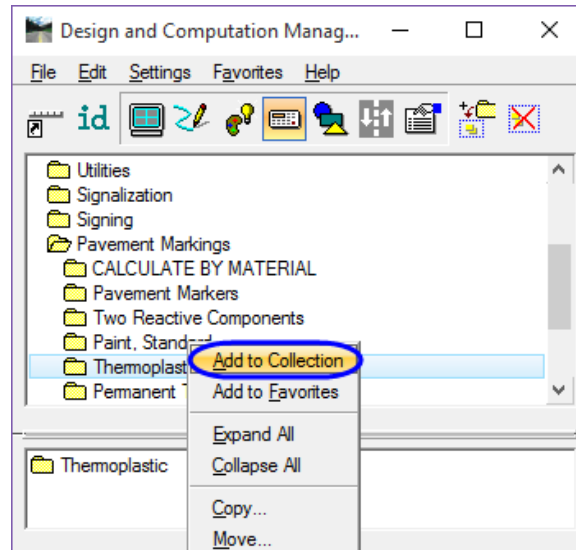 Design and Computation Manag...
File Edit Settings Favorites Help
id
Utilities
Signalization
Signing
Pavement Markings
CALCULATE BY MATERIAL
Pavement Markers
Two Reactive Components
Paint, Standard
Thermoplast
Permanent
Add to Collection
Add to Favorites
Expand All
Collapse All
Copy...
Move...
Thermoplastic